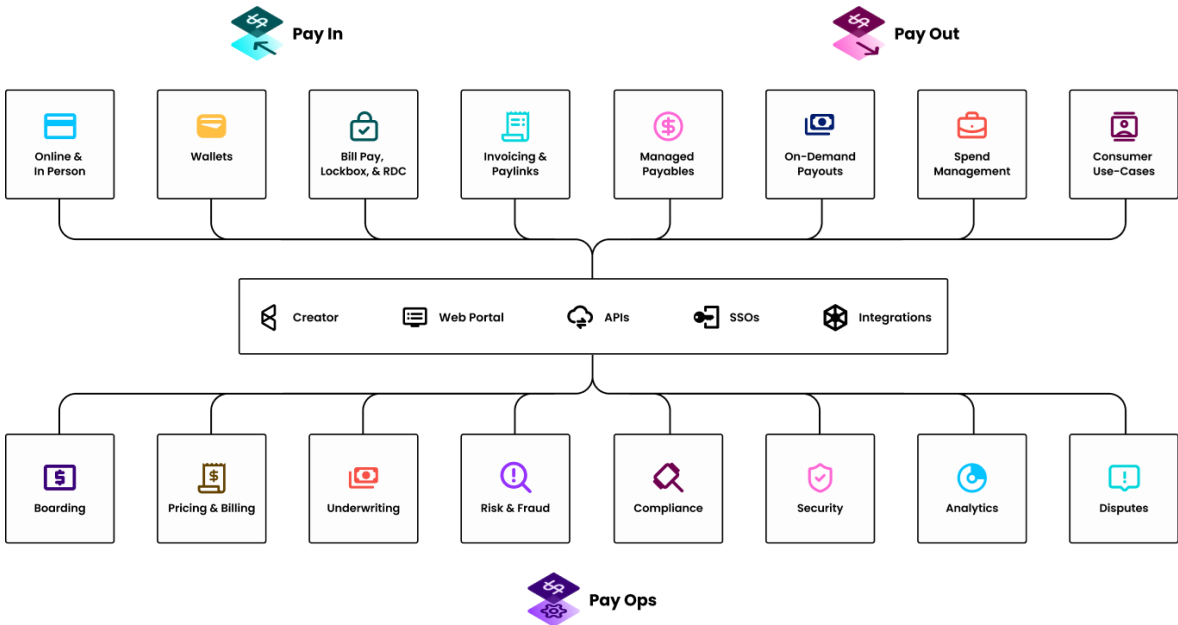 Pay In
Pay Out
Online &
In Person
Wallets
Bill Pay,
Lockbox, & RDC
Invoicing &
Paylinks
Managed
Payables
On-Demand
Payouts
Spend
Management
Consumer
Use-Cases
Creator
Web Portal
APIs
SSOs
Integrations
Boarding
Pricing & Billing
Underwriting
Risk & Fraud
Compliance
Security
Analytics
Disputes
Pay Ops